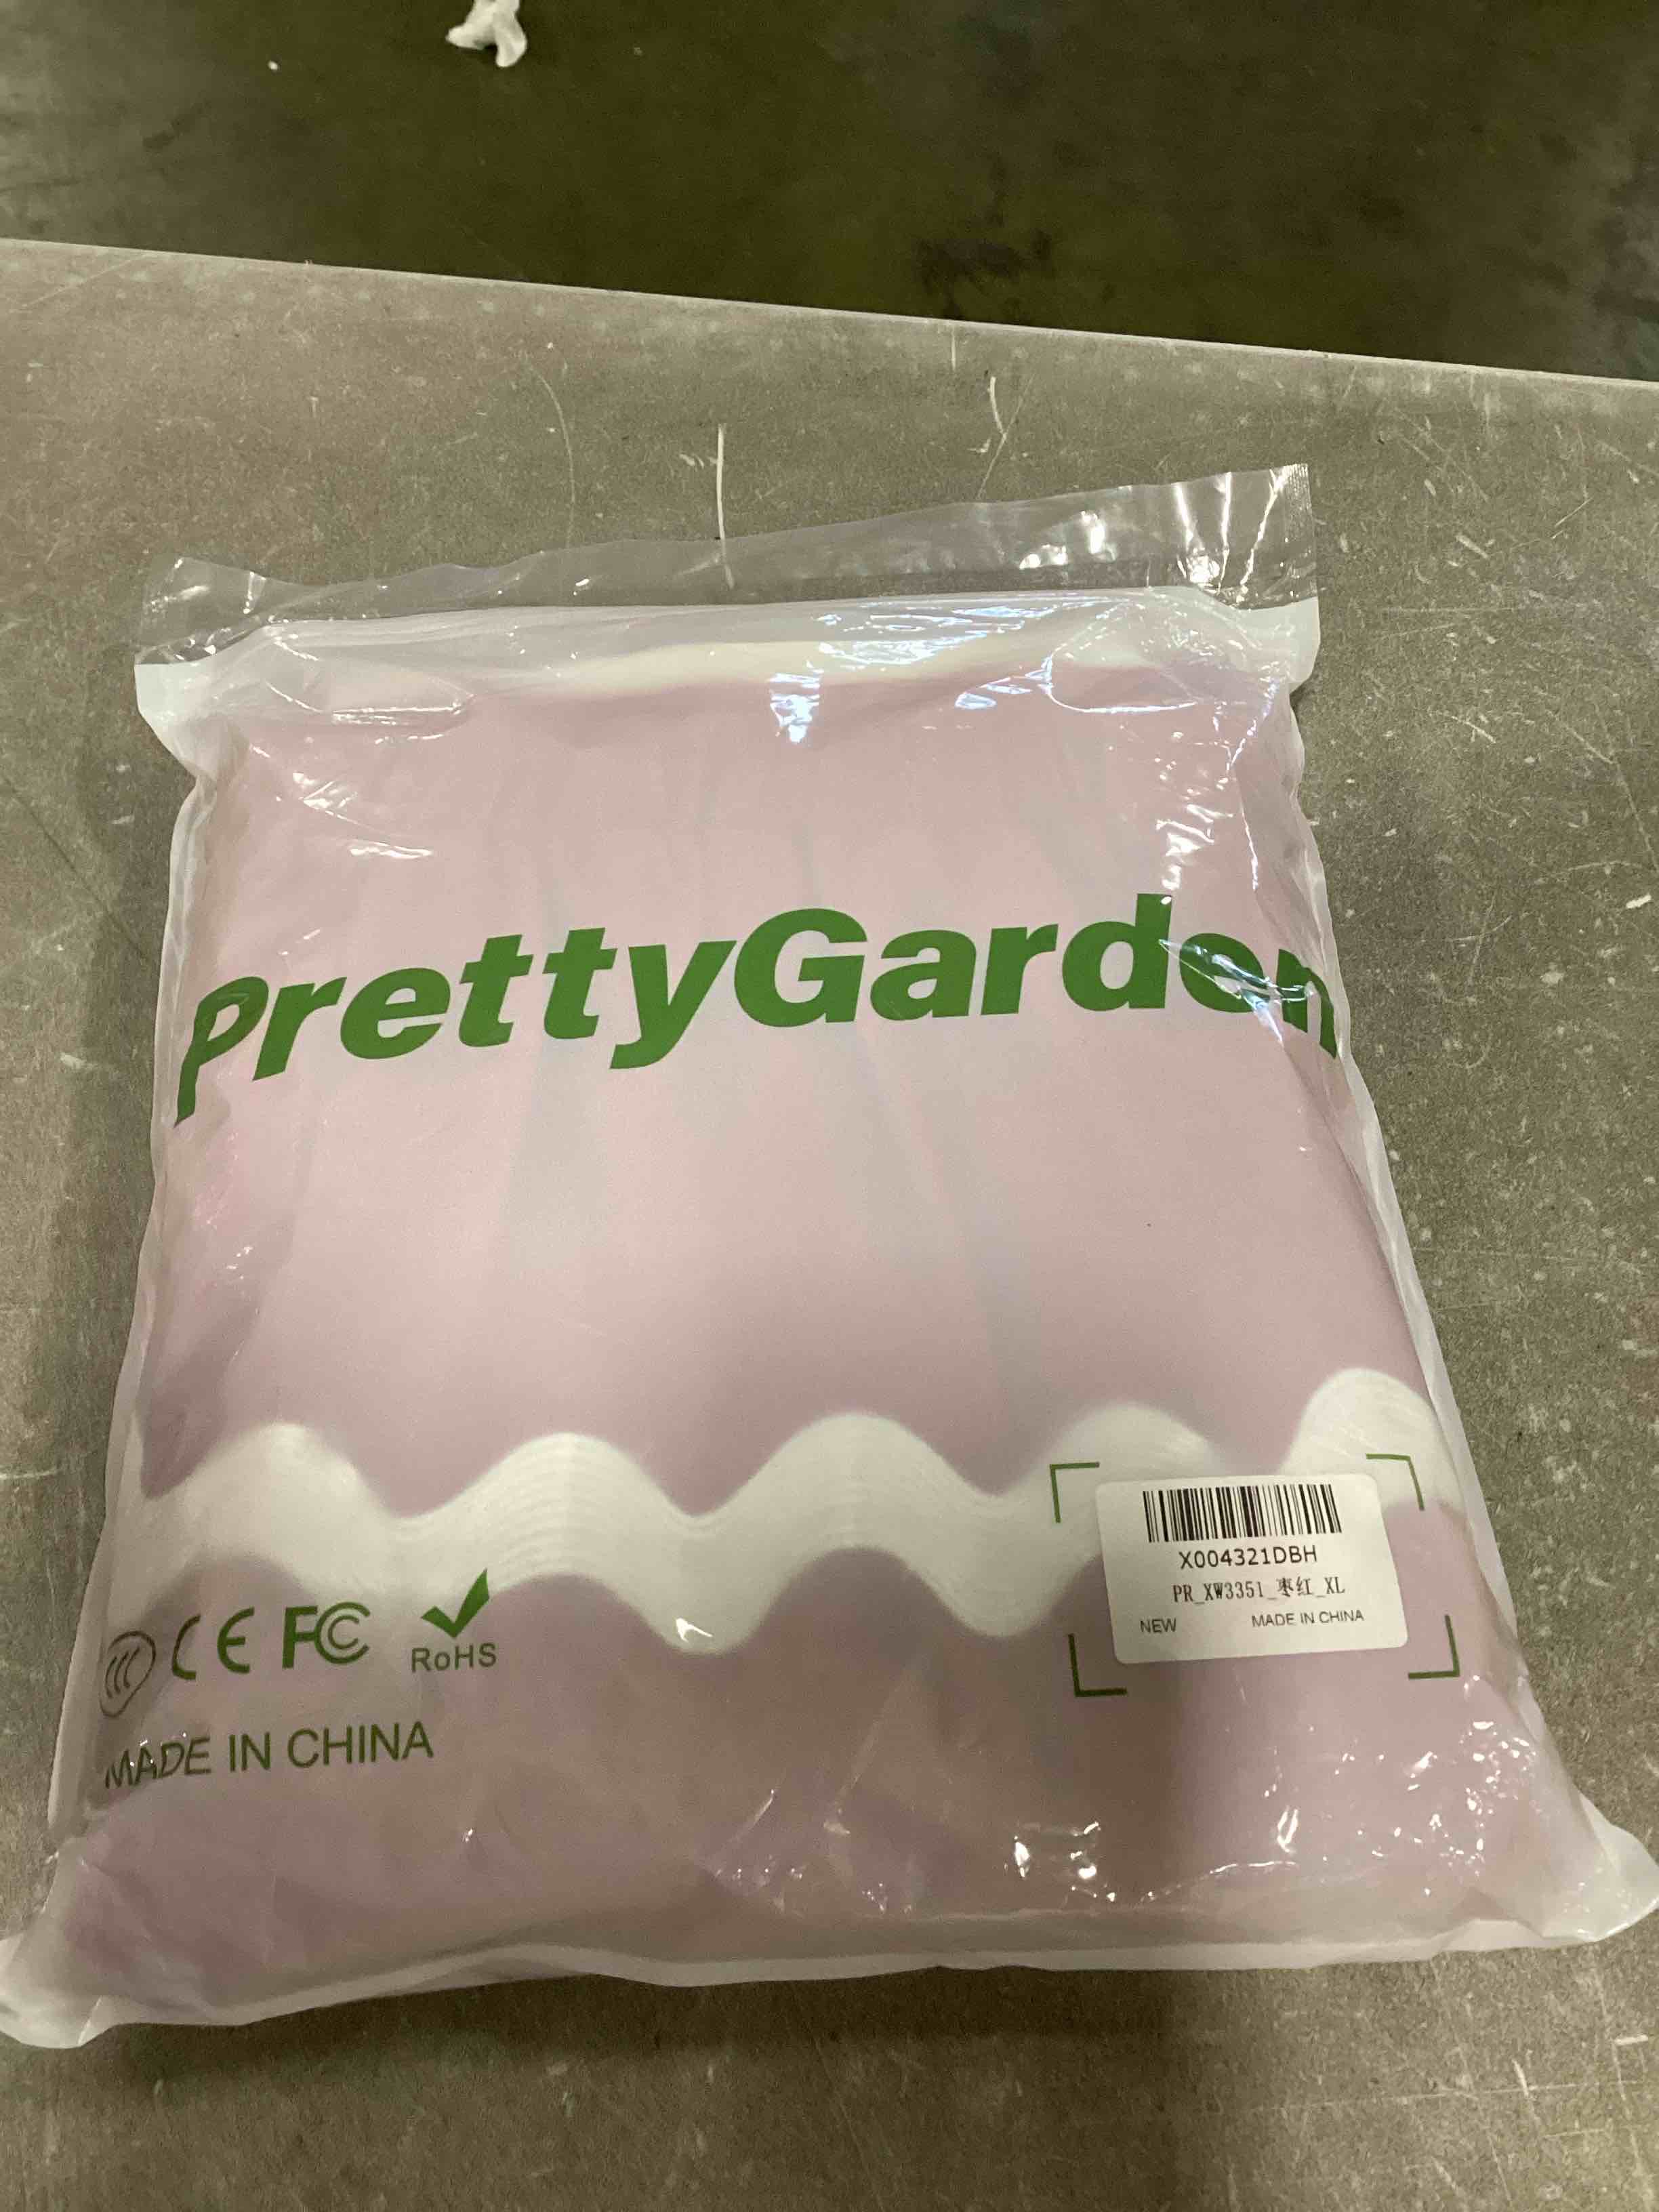 PrettyGarden
X004321DBH
PR_XW3351_枣红_XL
NEW MADE IN CHINA
CCC CE FC RoHS
MADE IN CHINA